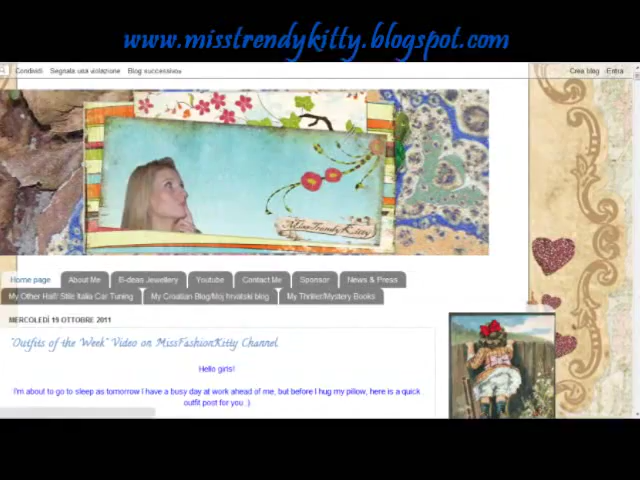 www.misstrendykitty.blogspot.com
Condividi Segnala una violazione Blog successivo» Crea blog Entra
MissTrendyKitty
Home page About Me El-deas Jewellery Youtube Contact Me Sponsor News & Press
My Other Half/ Stile Italia Car Tuning My Croatian Blog/Moj hrvatski blog My Thriller/Mystery Books
MERCOLEDÌ 19 OTTOBRE 2011
"Outfits of the Week" Video on MissFashionKitty Channel
Hello girls!
I'm about to go to sleep as tomorrow I have a busy day at work ahead of me, but before I hug my pillow, here is a quick
outfit post for you :)